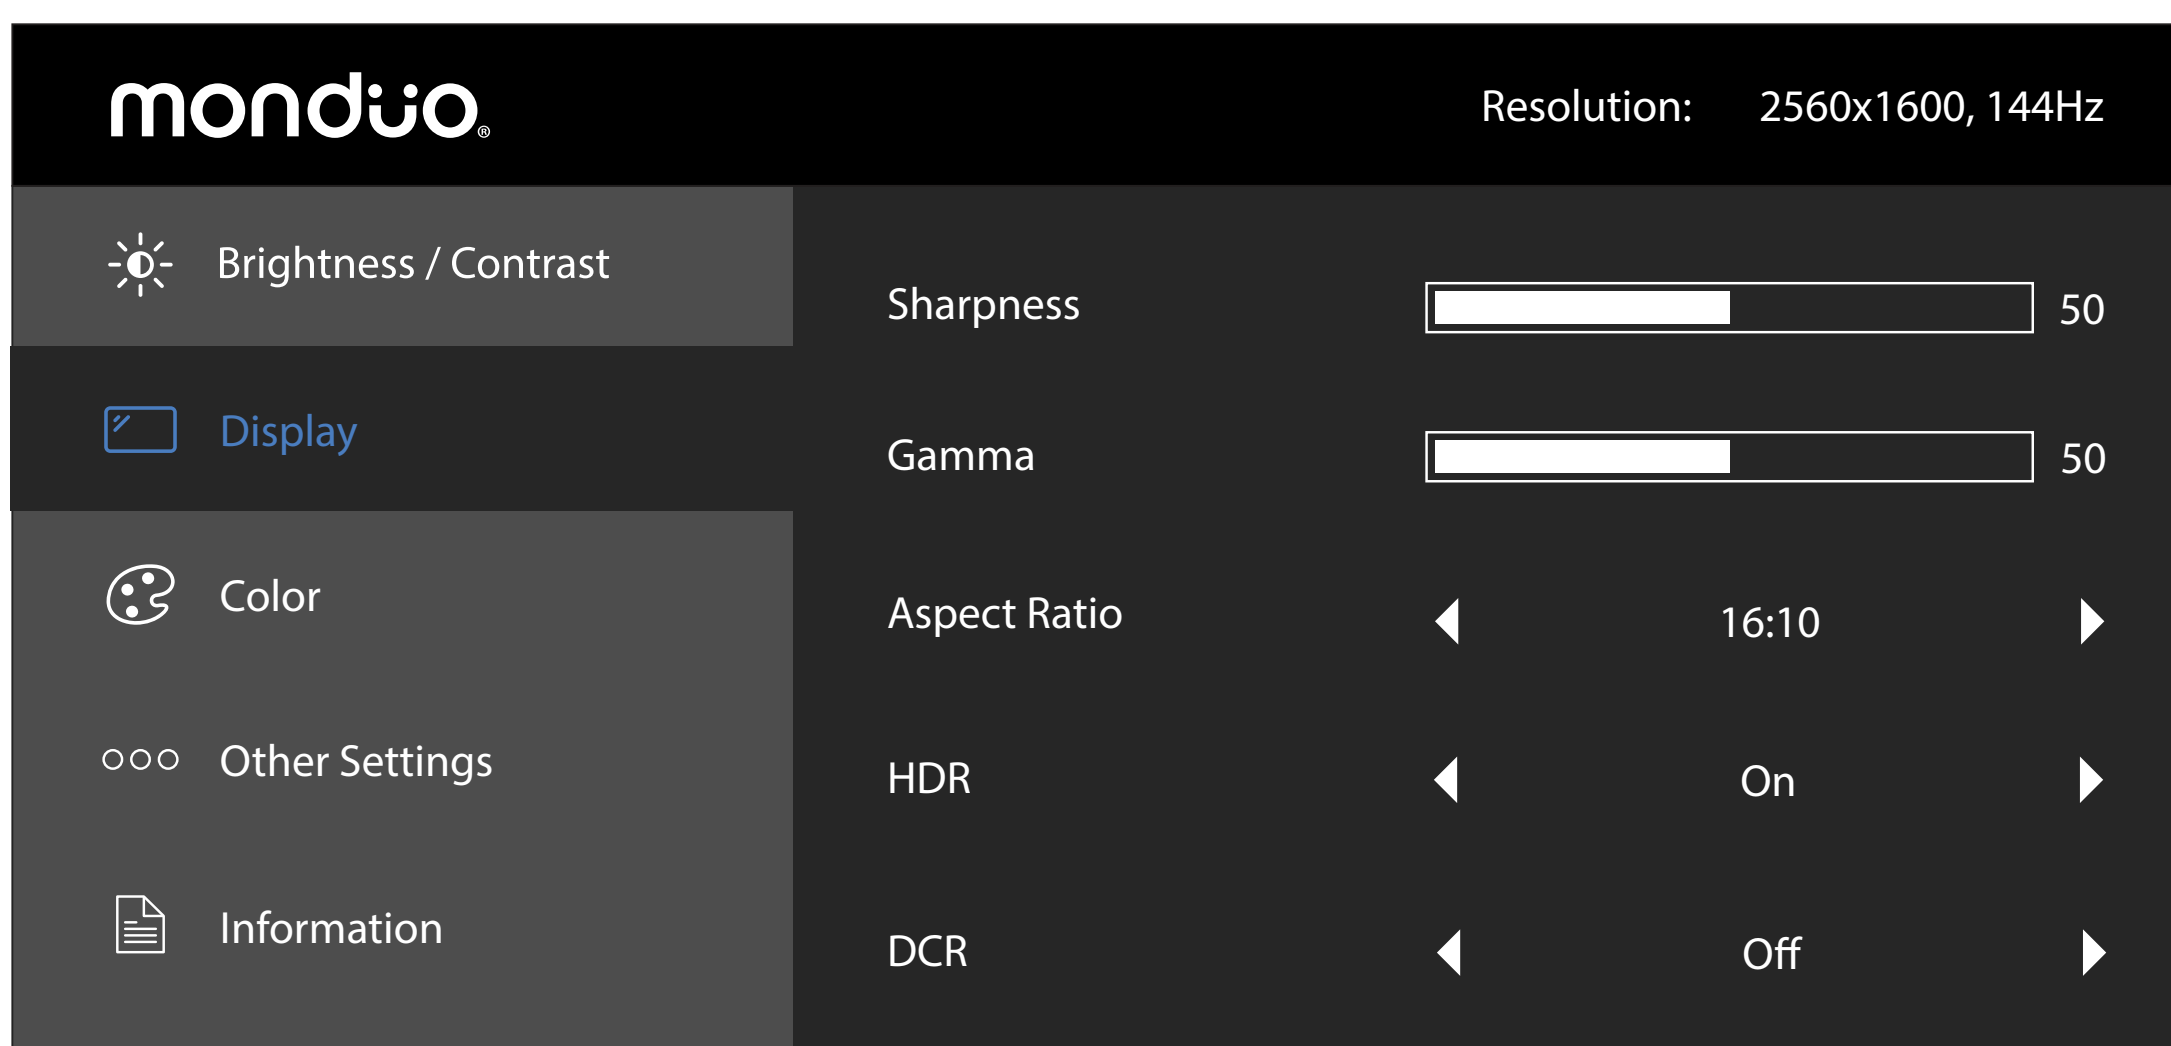 mondüo®
Resolution: 2560x1600, 144Hz
Brightness / Contrast
Display
Color
Other Settings
Information
Sharpness 50
Gamma 50
Aspect Ratio 16:10
HDR On
DCR Off